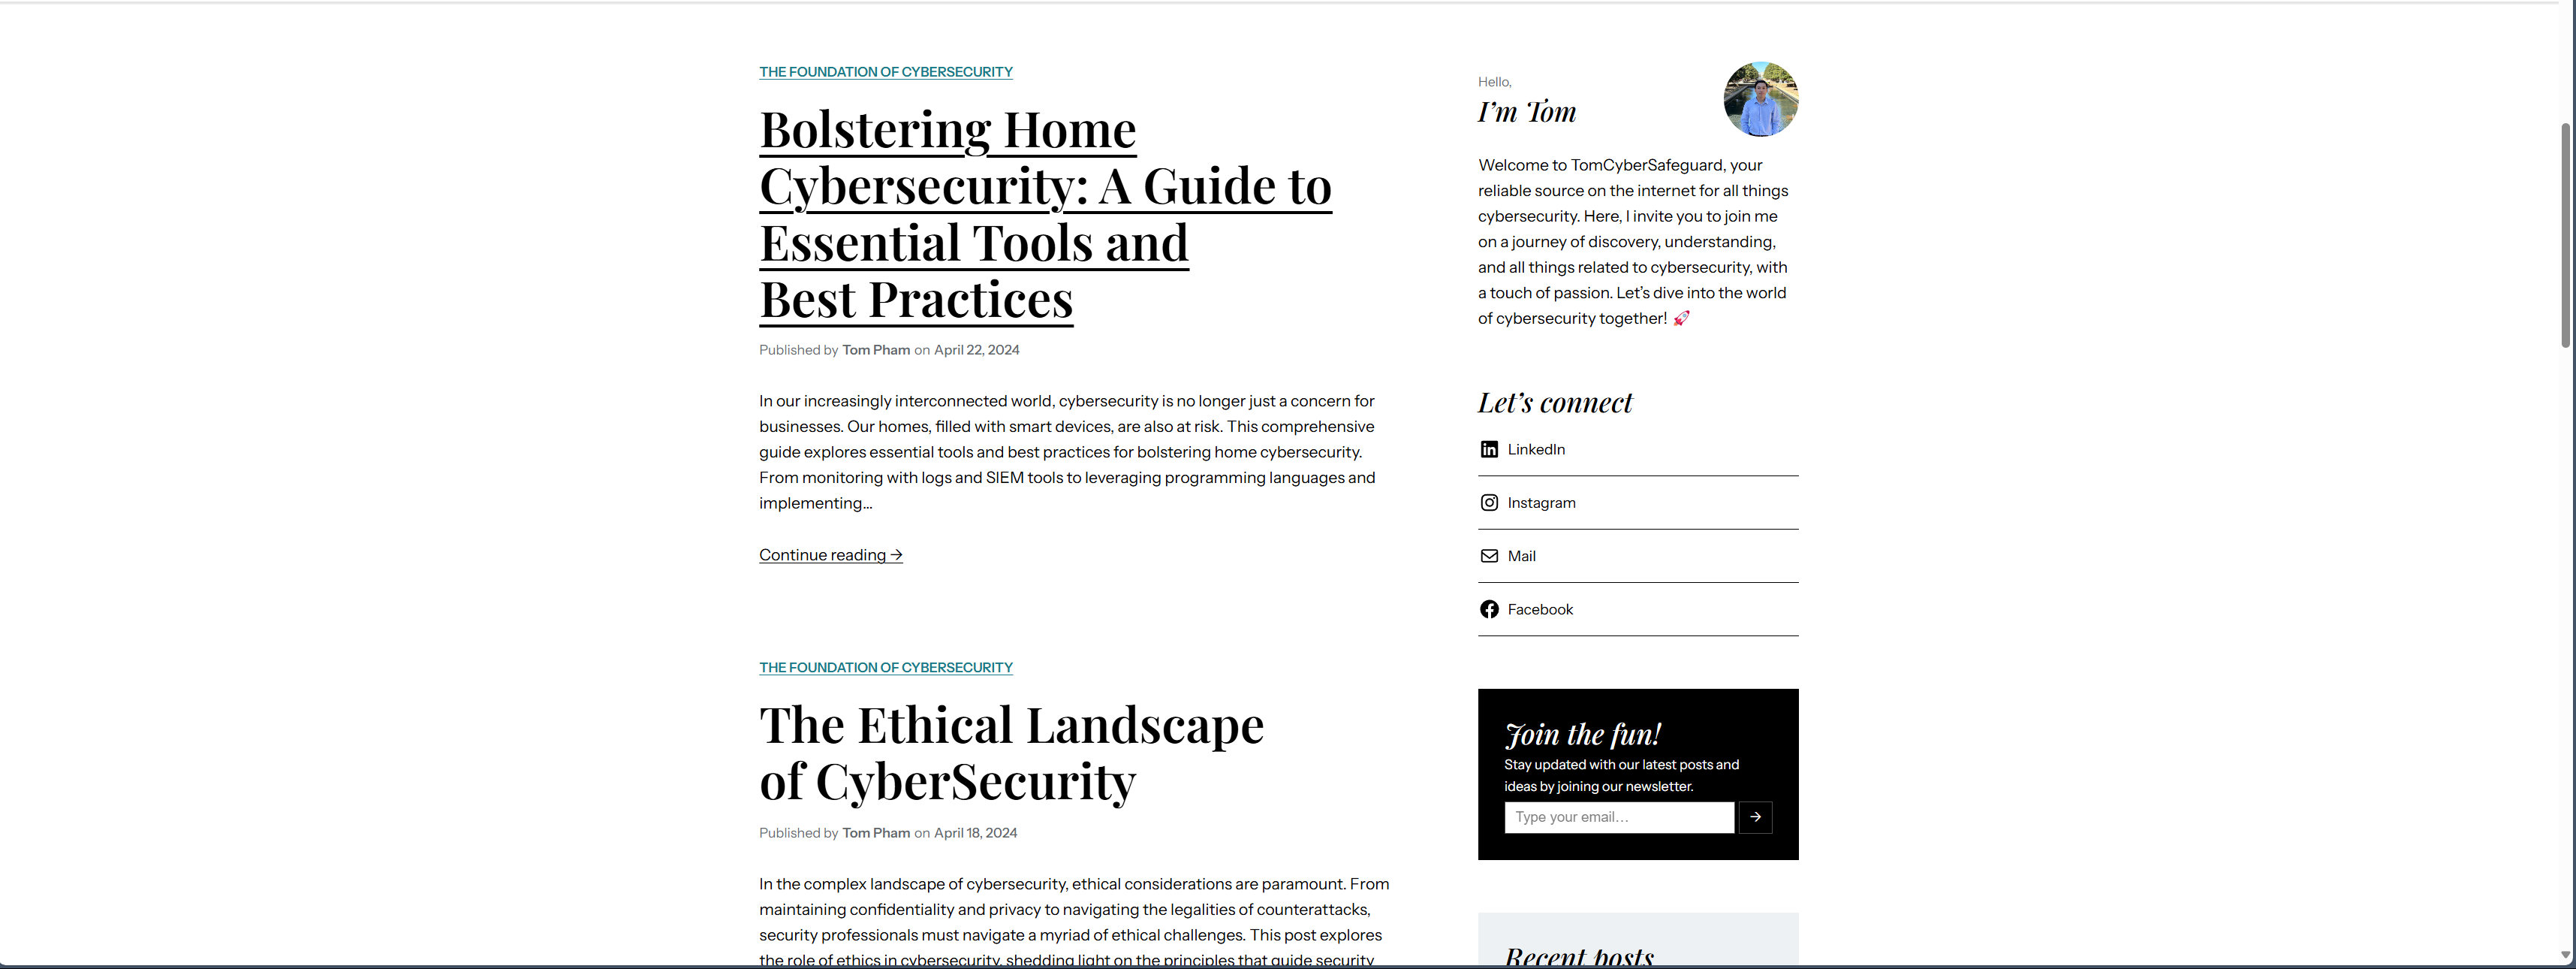 THE FOUNDATION OF CYBERSECURITY
Bolstering Home
Cybersecurity: A Guide to
Essential Tools and
Best Practices
Published by Tom Pham on April 22, 2024
In our increasingly interconnected world, cybersecurity is no longer just a concern for
businesses. Our homes, filled with smart devices, are also at risk. This comprehensive
guide explores essential tools and best practices for bolstering home cybersecurity.
From monitoring with logs and SIEM tools to leveraging programming languages and
implementing…
Continue reading →
THE FOUNDATION OF CYBERSECURITY
The Ethical Landscape
of CyberSecurity
Published by Tom Pham on April 18, 2024
In the complex landscape of cybersecurity, ethical considerations are paramount. From
maintaining confidentiality and privacy to navigating the legalities of counterattacks,
security professionals must navigate a myriad of ethical challenges. This post explores
the role of ethics in cybersecurity, shedding light on the principles that guide security
Hello,
I’m Tom
Welcome to TomCyberSafeguard, your
reliable source on the internet for all things
cybersecurity. Here, I invite you to join me
on a journey of discovery, understanding,
and all things related to cybersecurity, with
a touch of passion. Let’s dive into the world
of cybersecurity together! 🚀
Let’s connect
LinkedIn
Instagram
Mail
Facebook
Join the fun!
Stay updated with our latest posts and
ideas by joining our newsletter.
Type your email…
→
Recent posts